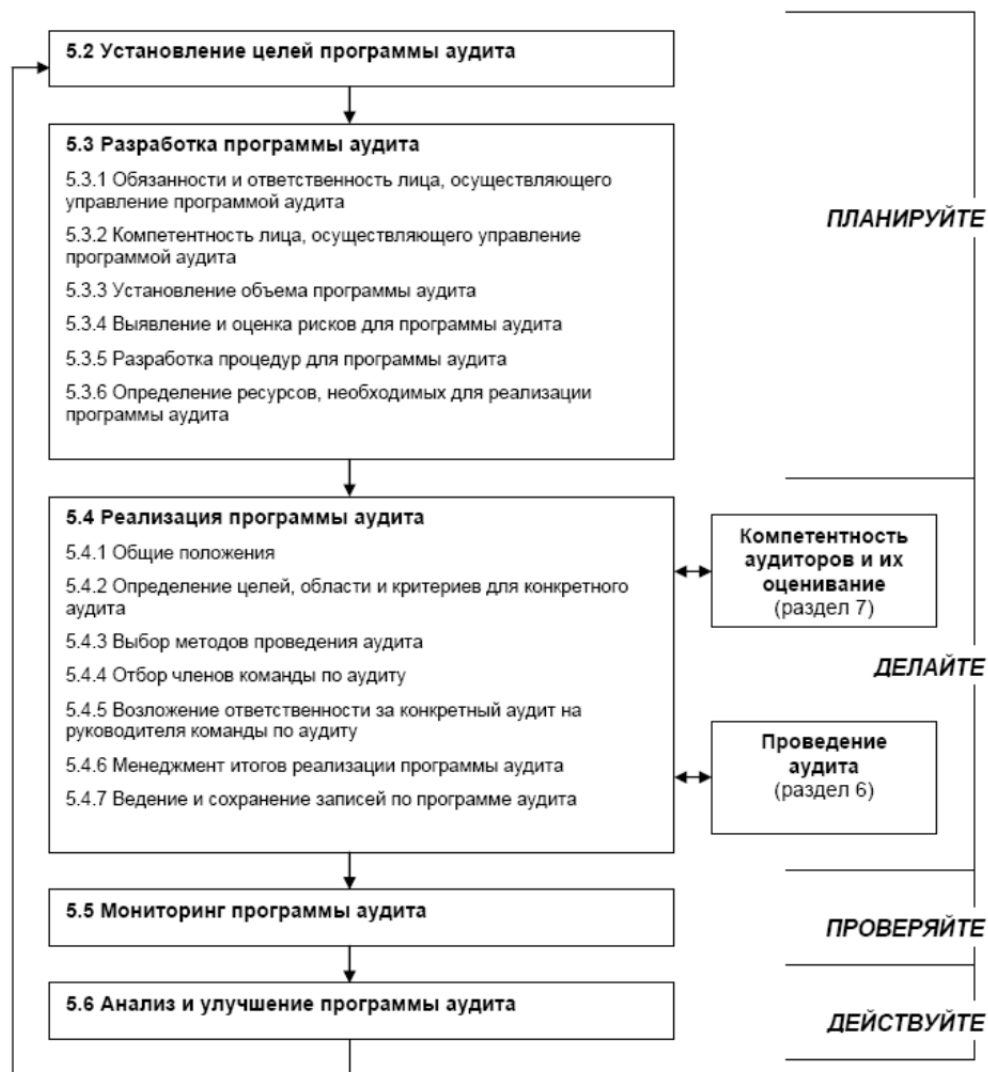 5.2 Установление целей программы аудита
5.3 Разработка программы аудита
5.3.1 Обязанности и ответственность лица, осуществляющего
управление программой аудита
5.3.2 Компетентность лица, осуществляющего управление
программой аудита
5.3.3 Установление объема программы аудита
5.3.4 Выявление и оценка рисков для программы аудита
5.3.5 Разработка процедур для программы аудита
5.3.6 Определение ресурсов, необходимых для реализации
программы аудита
ПЛАНИРУЙТЕ
5.4 Реализация программы аудита
5.4.1 Общие положения
5.4.2 Определение целей, области и критериев для конкретного
аудита
5.4.3 Выбор методов проведения аудита
5.4.4 Отбор членов команды по аудиту
5.4.5 Возложение ответственности за конкретный аудит на
руководителя команды по аудиту
5.4.6 Менеджмент итогов реализации программы аудита
5.4.7 Ведение и сохранение записей по программе аудита
Компетентность
аудиторов и их
оценивание
(раздел 7)
ДЕЛАЙТЕ
Проведение
аудита
(раздел 6)
5.5 Мониторинг программы аудита
ПРОВЕРЯЙТЕ
5.6 Анализ и улучшение программы аудита
ДЕЙСТВУЙТЕ